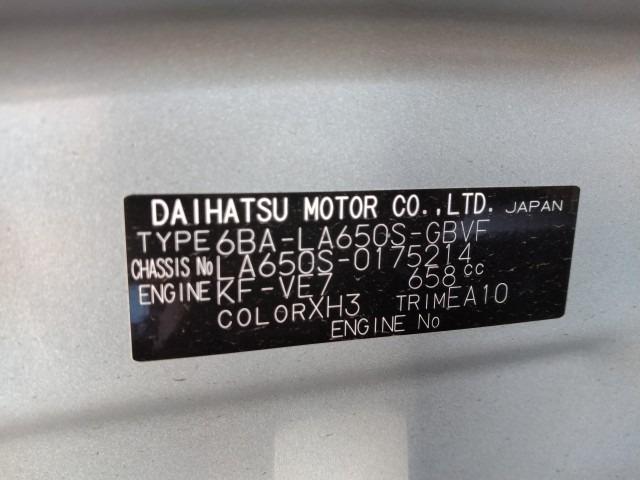 DAIHATSU MOTOR CO.,LTD. JAPAN
TYPE 6BA-LA650S-GBVF
CHASSIS No LA650S-0175214
ENGINE KF-VE7 658cc
COLOR XH3 TRIM EA10
ENGINE No